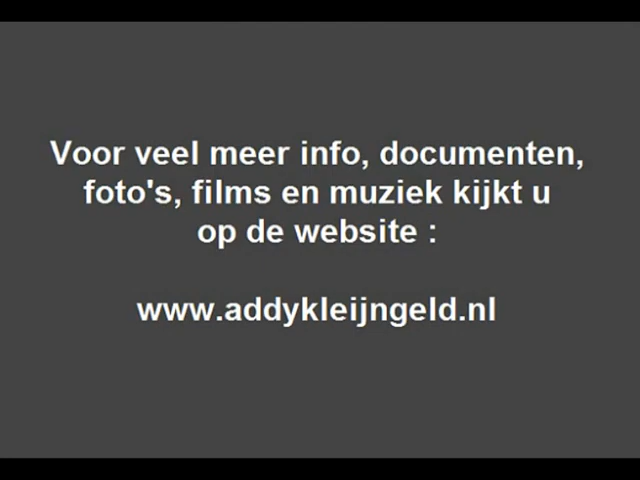 Voor veel meer info, documenten,
foto's, films en muziek kijkt u
op de website :
www.addykleijngeld.nl